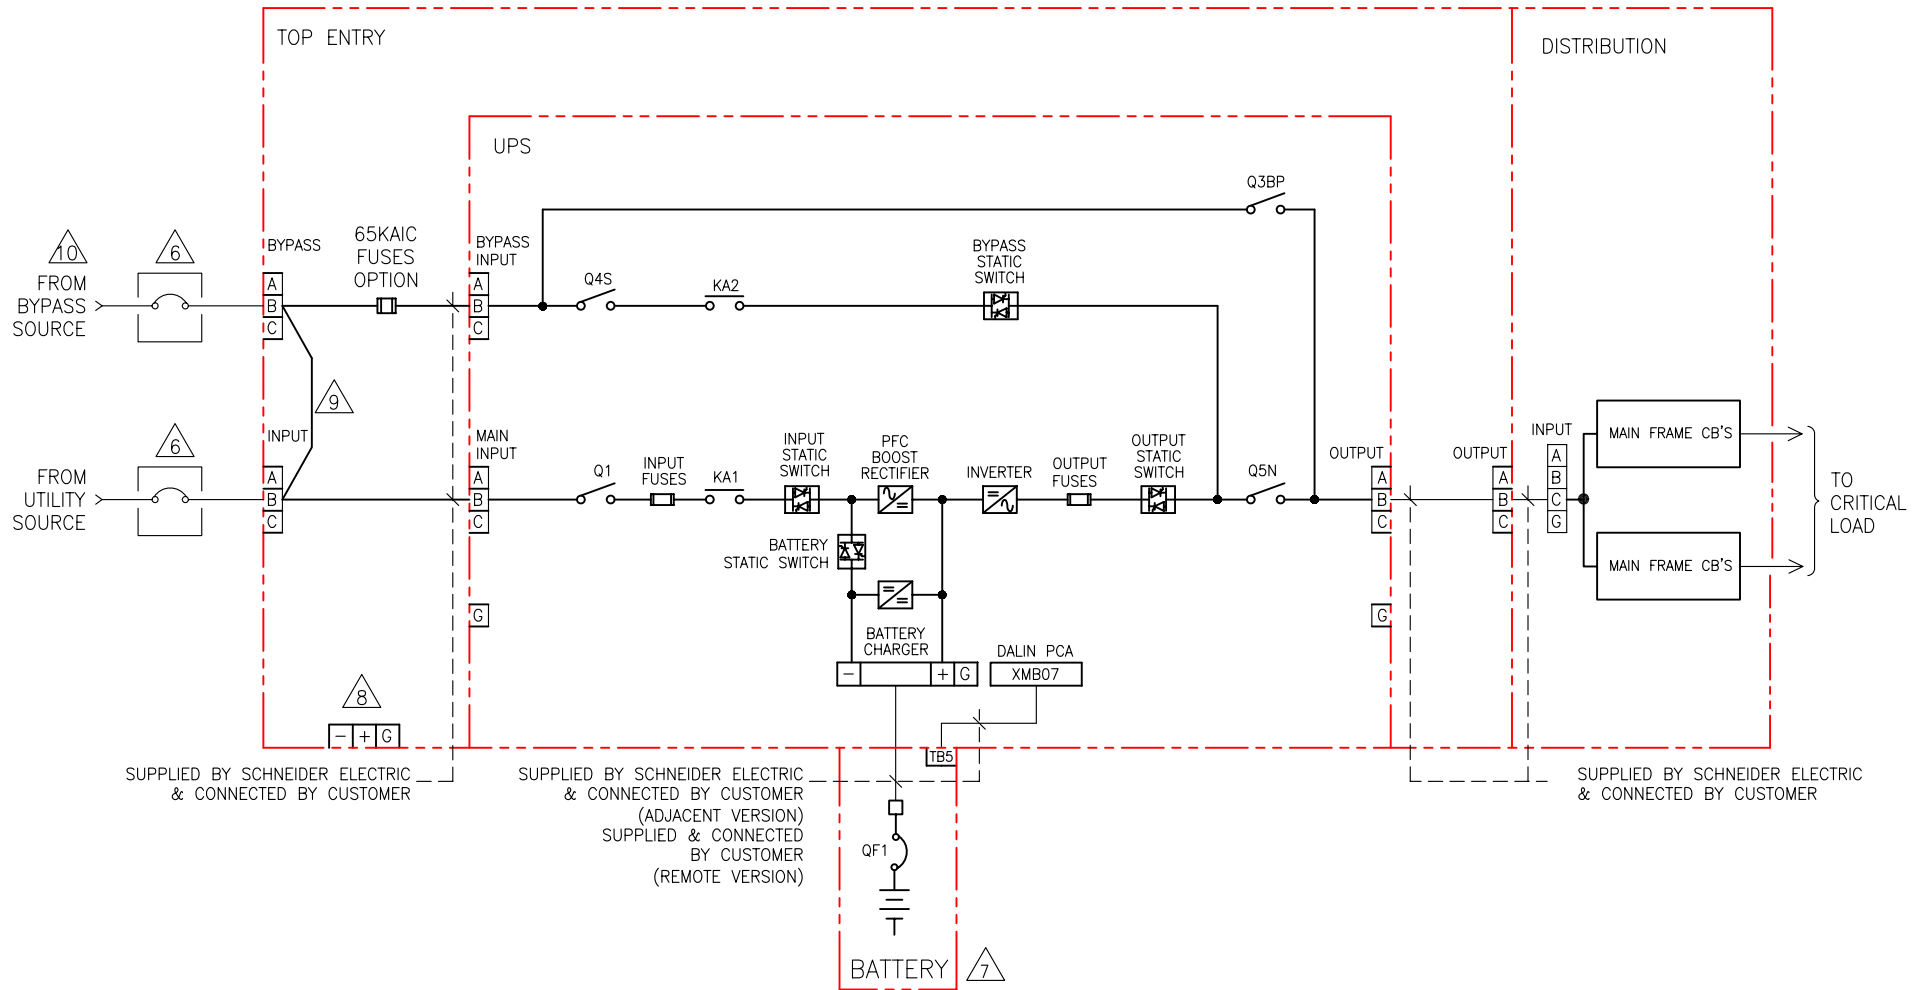 TOP ENTRY
DISTRIBUTION
UPS
Q3BP
10
FROM
BYPASS
SOURCE
6
BYPASS
A
B
C
65KAIC
FUSES
OPTION
BYPASS
INPUT
A
B
C
Q4S
KA2
BYPASS
STATIC
SWITCH
9
FROM
UTILITY
SOURCE
6
INPUT
A
B
C
MAIN
INPUT
A
B
C
Q1
INPUT
FUSES
KA1
INPUT
STATIC
SWITCH
PFC
BOOST
RECTIFIER
INVERTER
OUTPUT
FUSES
OUTPUT
STATIC
SWITCH
Q5N
OUTPUT
A
B
C
OUTPUT
A
B
C
INPUT
A
B
C
G
MAIN FRAME CB'S
MAIN FRAME CB'S
TO
CRITICAL
LOAD
BATTERY
STATIC SWITCH
G
G
BATTERY
CHARGER
- + G
DALIN PCA
XMB07
8
- + G
TB5
SUPPLIED BY SCHNEIDER ELECTRIC
& CONNECTED BY CUSTOMER
SUPPLIED BY SCHNEIDER ELECTRIC
& CONNECTED BY CUSTOMER
(ADJACENT VERSION)
SUPPLIED & CONNECTED
BY CUSTOMER
(REMOTE VERSION)
SUPPLIED BY SCHNEIDER ELECTRIC
& CONNECTED BY CUSTOMER
QF1
BATTERY
7